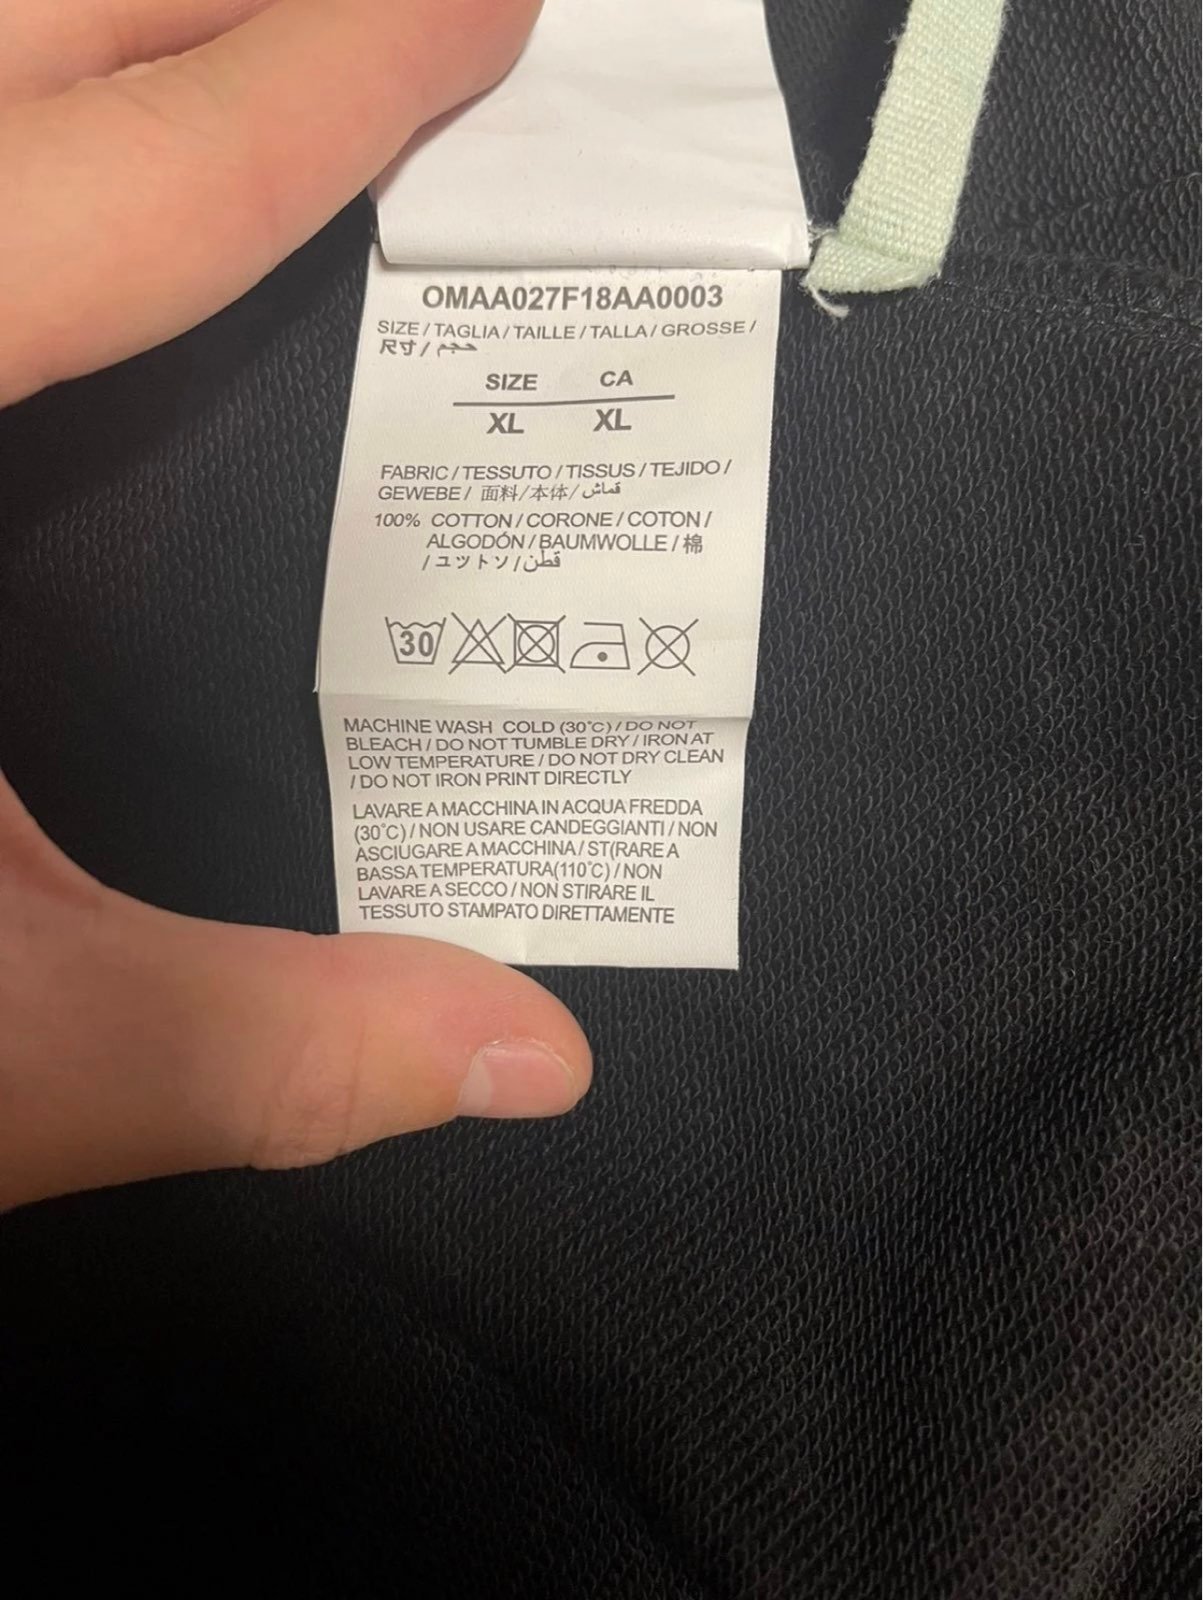 OMAA027F18AA0003
SIZE / TAGLIA / TAILLE / TALLA / GROSSE /
尺寸 / حجم
SIZE CA
XL XL
FABRIC / TESSUTO / TISSUS / TEJIDO /
GEWEBE / 面料/本体/ قماش
100% COTTON / CORONE / COTON /
ALGODÓN / BAUMWOLLE / 棉
/ ユットソ / قطن
30
MACHINE WASH COLD (30°C) / DO NOT
BLEACH / DO NOT TUMBLE DRY / IRON AT
LOW TEMPERATURE / DO NOT DRY CLEAN
/ DO NOT IRON PRINT DIRECTLY
LAVARE A MACCHINA IN ACQUA FREDDA
(30°C) / NON USARE CANDEGGIANTI / NON
ASCIUGARE A MACCHINA / ST(RARE A
BASSA TEMPERATURA(110°C) / NON
LAVARE A SECCO / NON STIRARE IL
TESSUTO STAMPATO DIRETTAMENTE